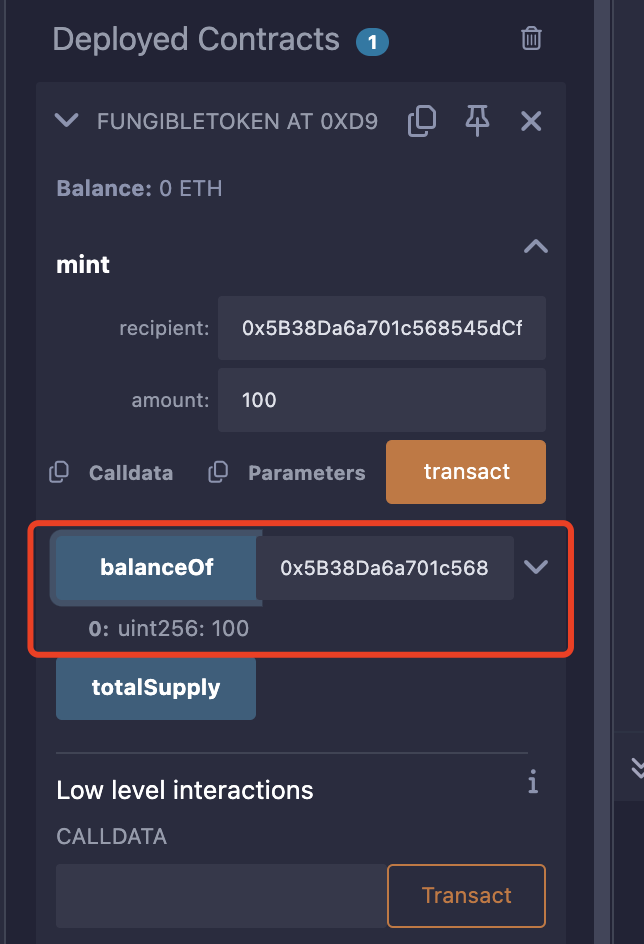 Deployed Contracts 1
FUNGIBLETOKEN AT 0XD9
Balance: 0 ETH
mint
recipient: 0x5B38Da6a701c568545dCf
amount: 100
Calldata Parameters transact
balanceOf 0x5B38Da6a701c568
0: uint256: 100
totalSupply
Low level interactions i
CALLDATA
Transact